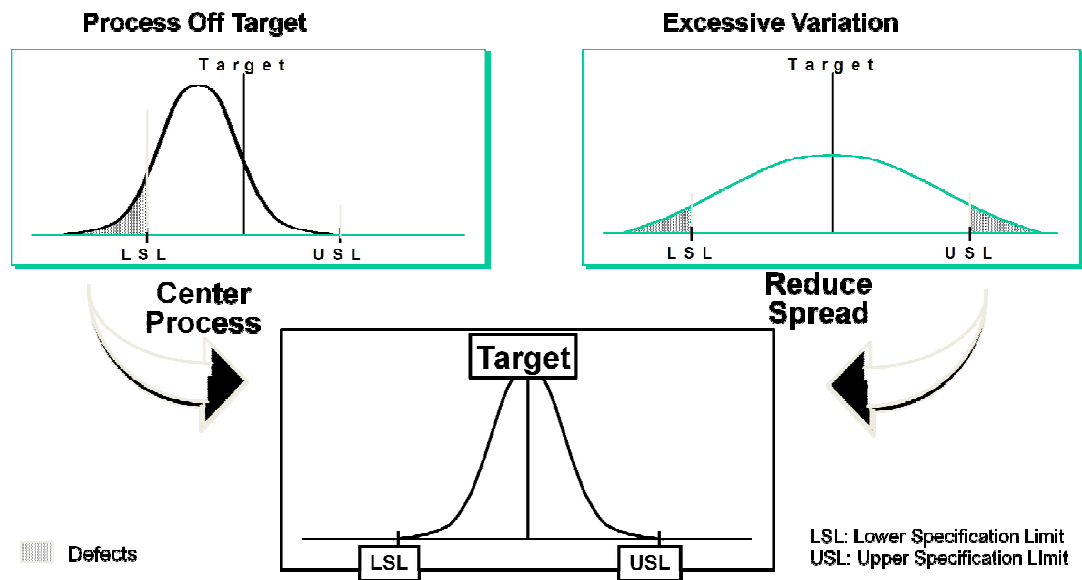 Process Off Target
Target
LSL
USL
Excessive Variation
Target
LSL
USL
Center
Process
Reduce
Spread
Target
LSL
USL
Defects
LSL: Lower Specification Limit
USL: Upper Specification LImit